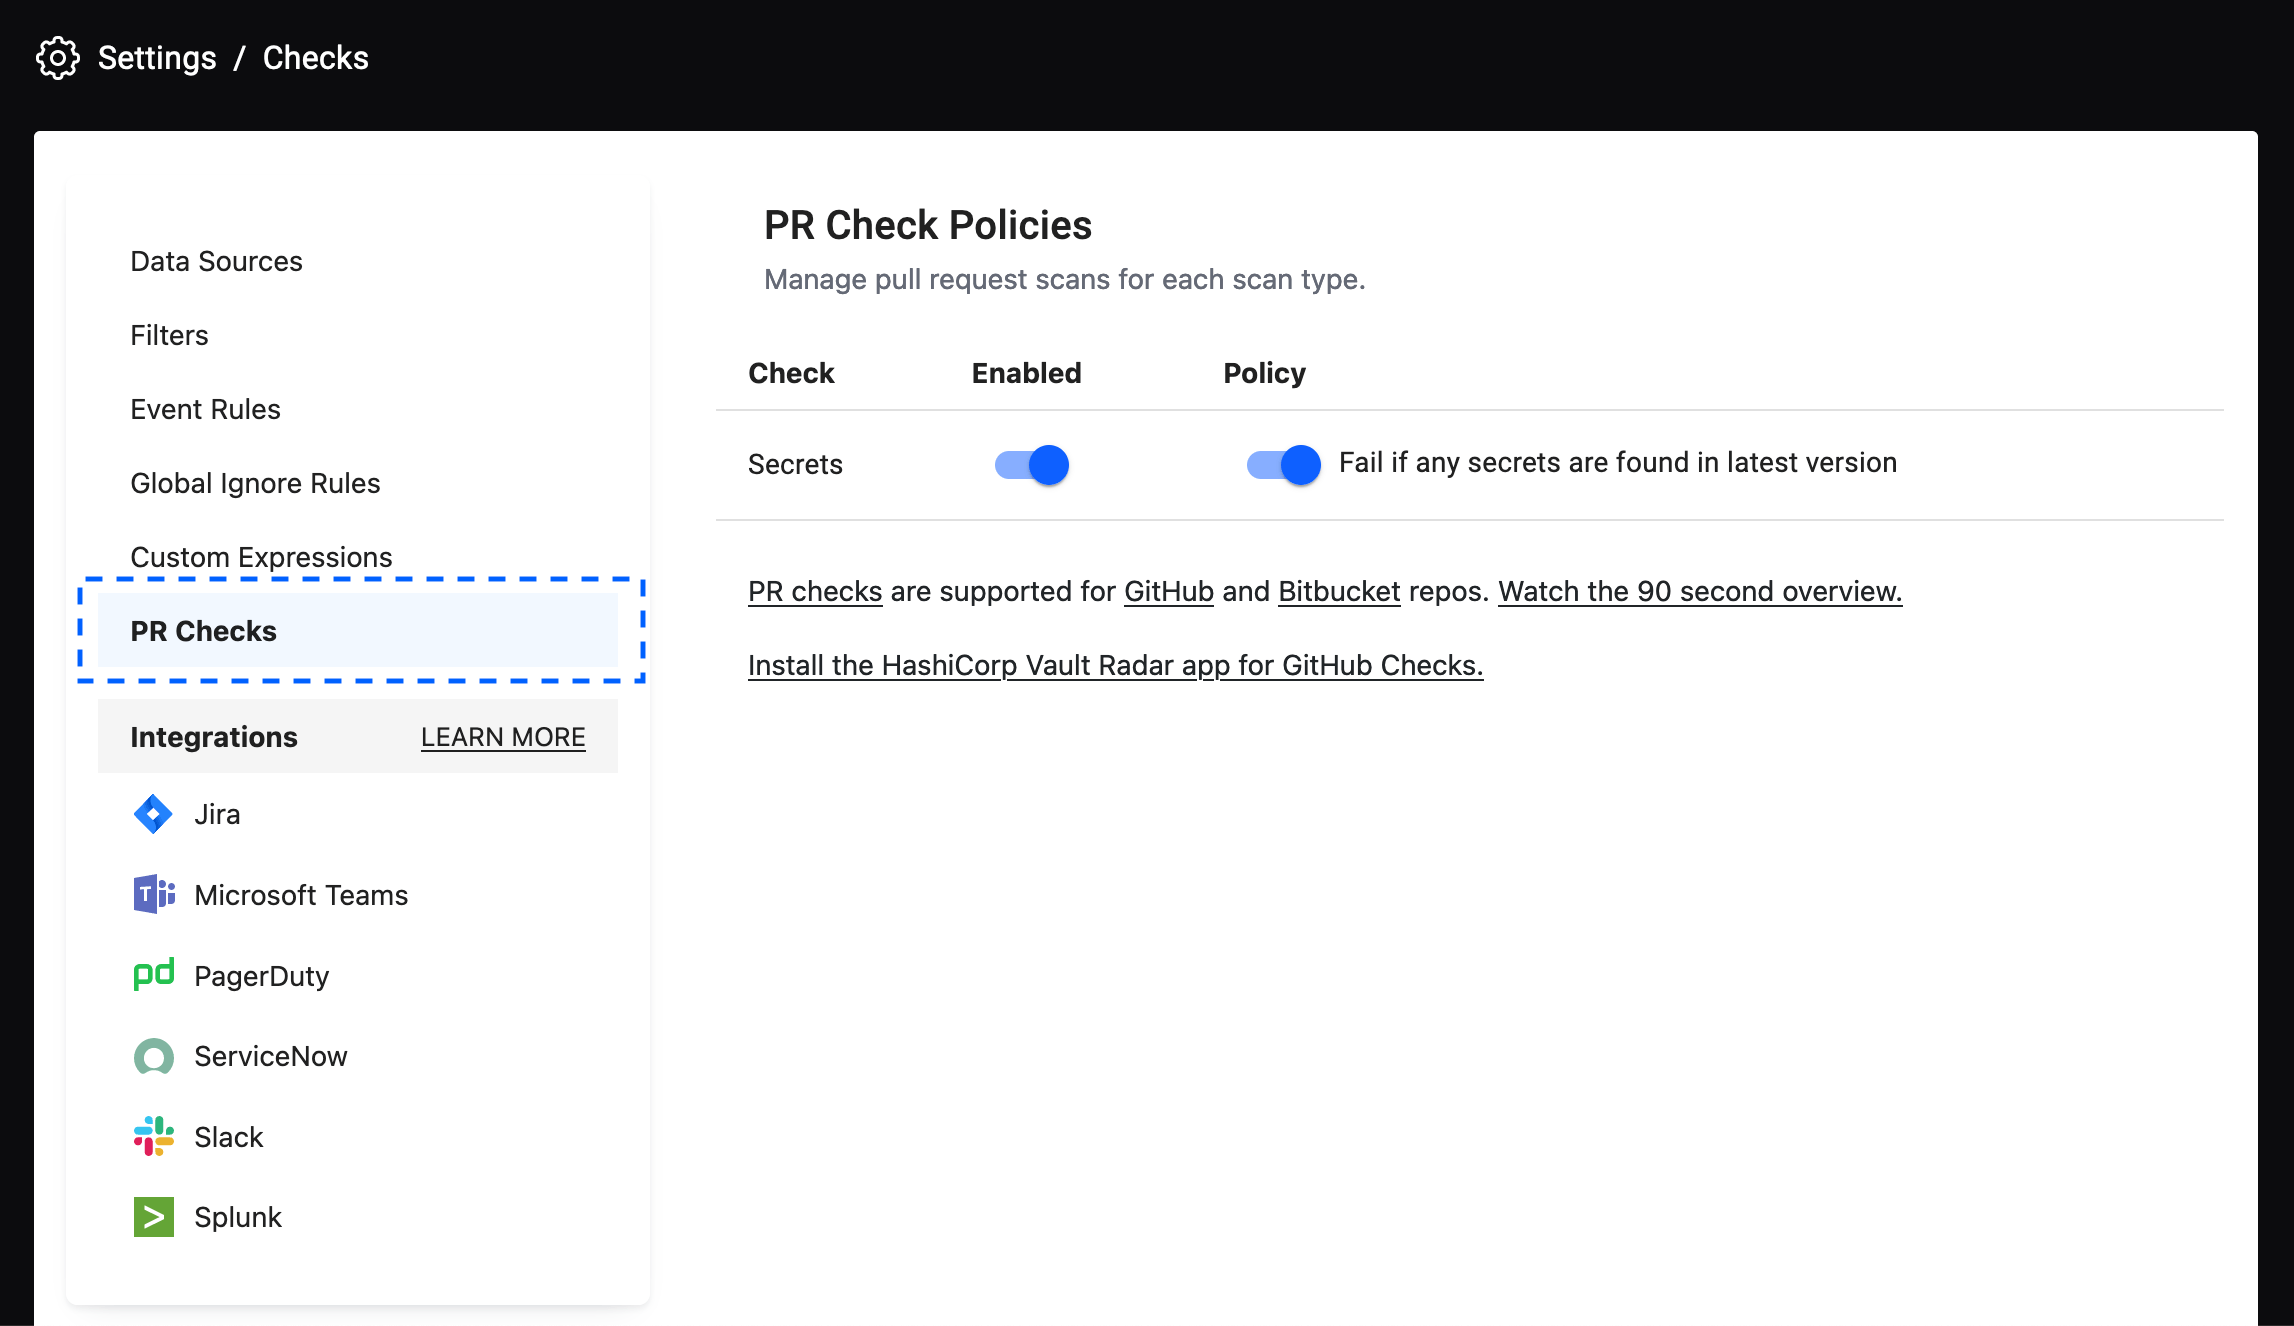 Settings / Checks
Data Sources
Filters
Event Rules
Global Ignore Rules
Custom Expressions
PR Checks
Integrations LEARN MORE
Jira
Microsoft Teams
PagerDuty
ServiceNow
Slack
Splunk
PR Check Policies
Manage pull request scans for each scan type.
Check Enabled Policy
Secrets Fail if any secrets are found in latest version
PR checks are supported for GitHub and Bitbucket repos. Watch the 90 second overview.
Install the HashiCorp Vault Radar app for GitHub Checks.